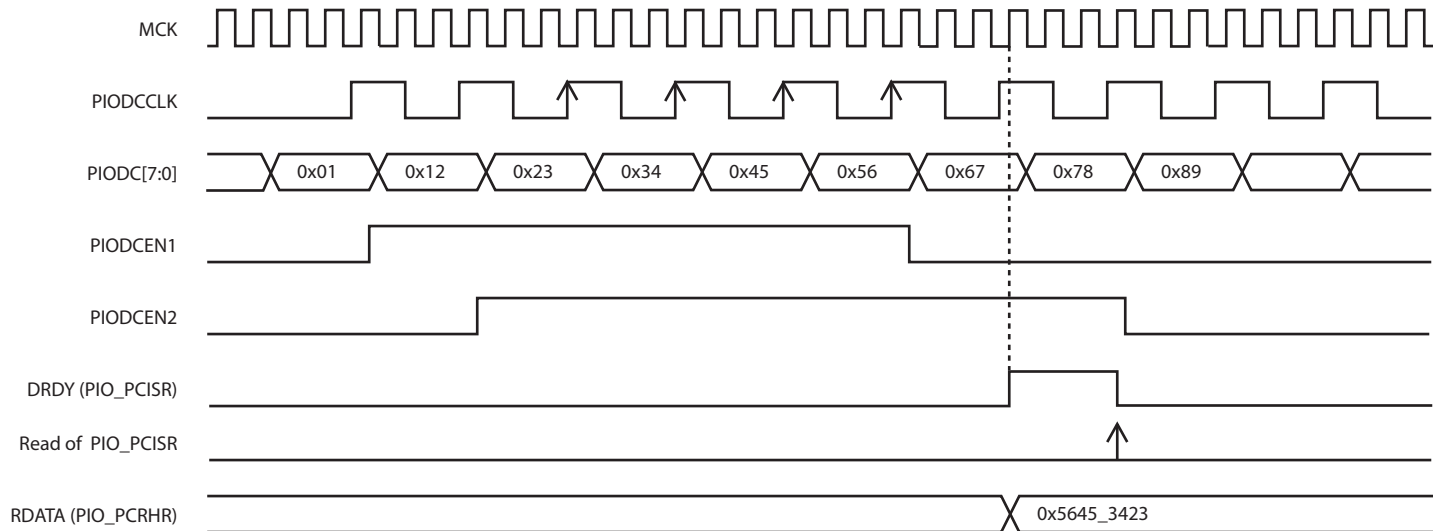 MCK
PIODCCLK
PIODC[7:0] 0x01 0x12 0x23 0x34 0x45 0x56 0x67 0x78 0x89
PIODCEN1
PIODCEN2
DRDY (PIO_PCISR)
Read of PIO_PCISR
RDATA (PIO_PCRHR) 0x5645_3423